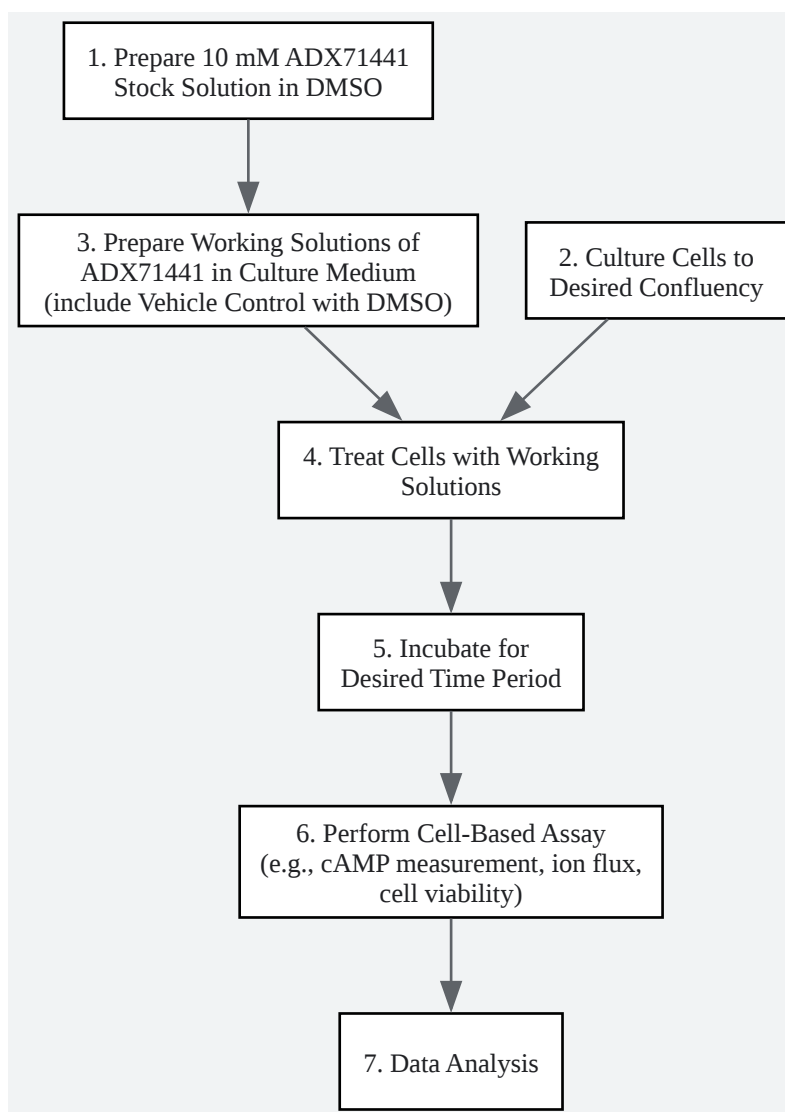 1. Prepare 10 mM ADX71441
Stock Solution in DMSO
3. Prepare Working Solutions of
ADX71441 in Culture Medium
(include Vehicle Control with DMSO)
2. Culture Cells to
Desired Confluency
4. Treat Cells with Working
Solutions
5. Incubate for
Desired Time Period
6. Perform Cell-Based Assay
(e.g., cAMP measurement, ion flux,
cell viability)
7. Data Analysis